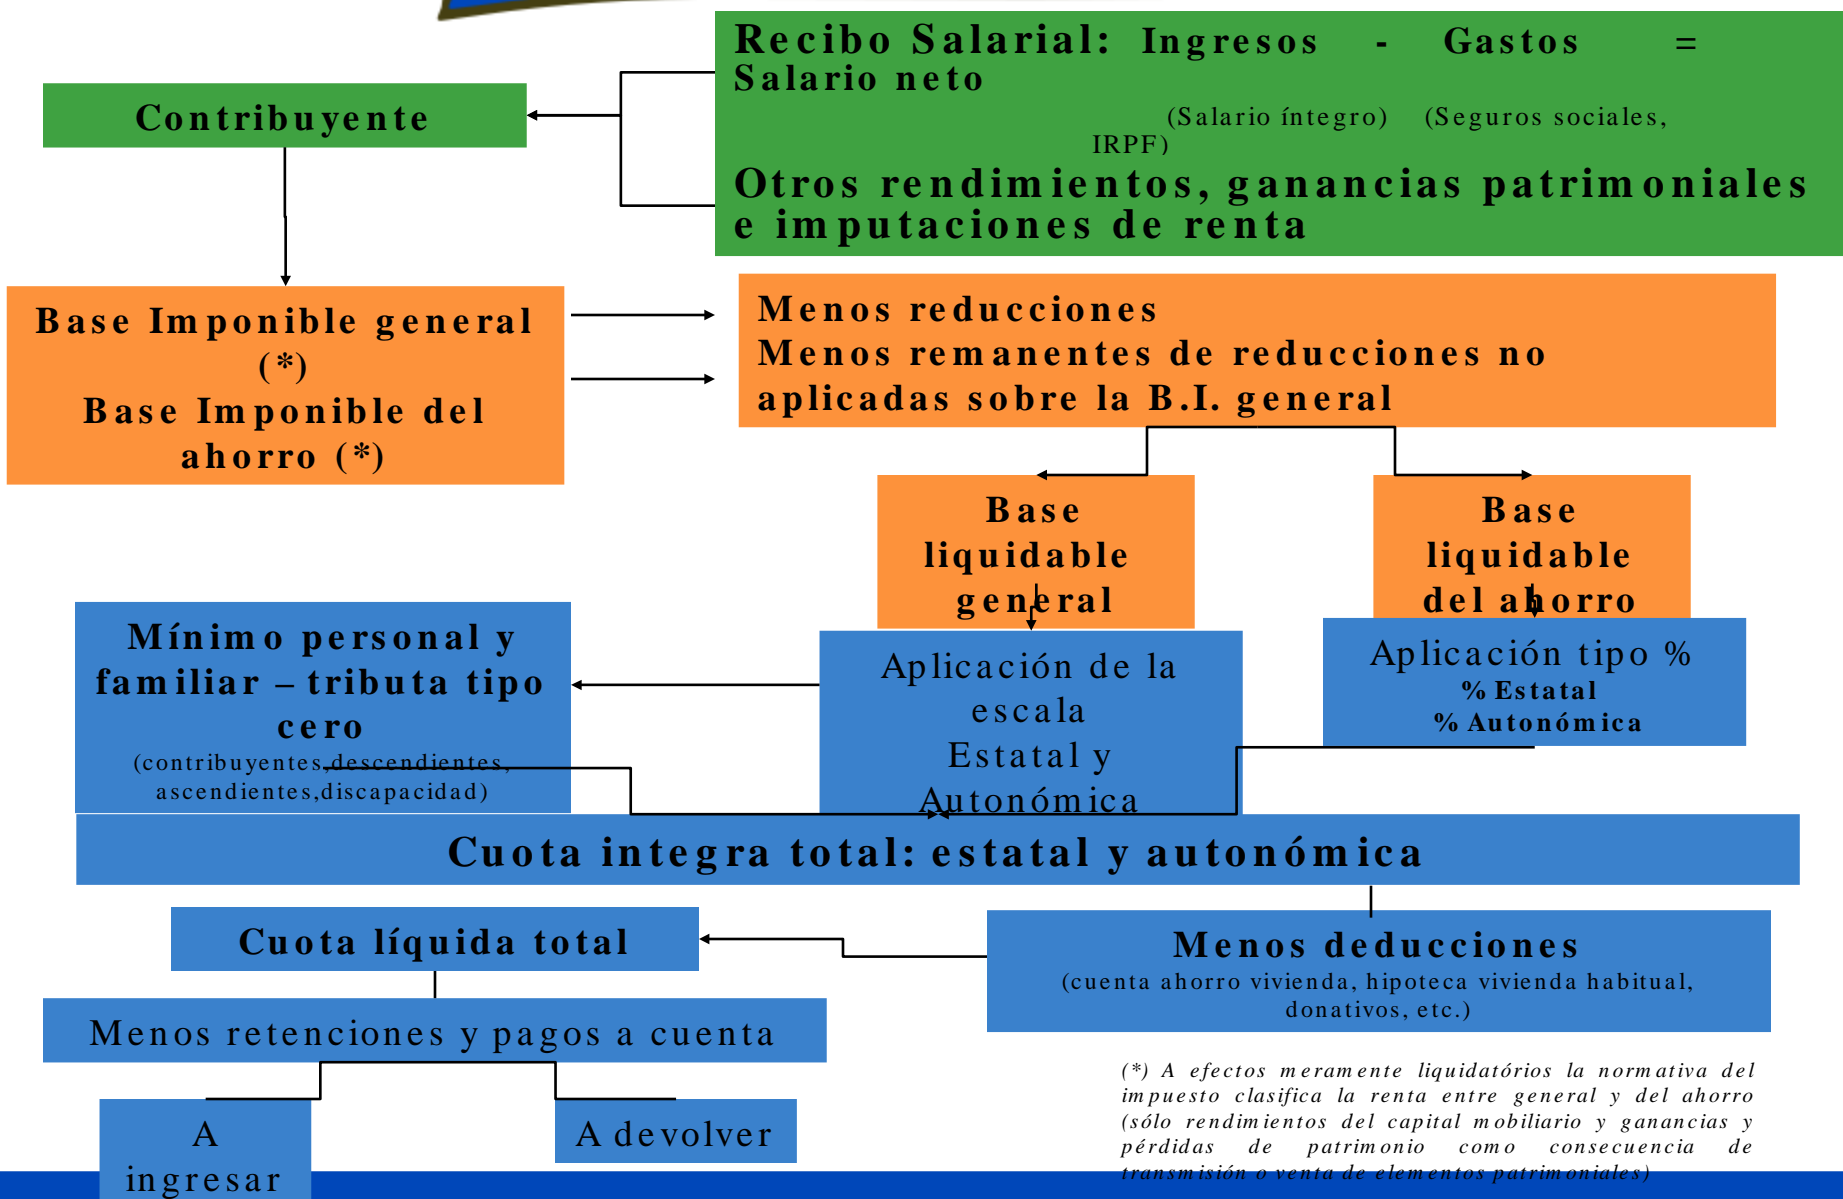 Recibo Salarial: Ingresos - Gastos =
Salario neto
(Salario íntegro) (Seguros sociales,
IRPF)
Otros rendimientos, ganancias patrimoniales
e imputaciones de renta
Contribuyente
Base Imponible general
(*)
Base Imponible del
ahorro (*)
Menos reducciones
Menos remanentes de reducciones no
aplicadas sobre la B.I. general
Base
liquidable
general
Base
liquidable
del ahorro
Mínimo personal y
familiar – tributa tipo
cero
(contribuyentes,descendientes,
ascendientes,discapacidad)
Aplicación de la
escala
Estatal y
Autonómica
Aplicación tipo %
% Estatal
% Autonómica
Cuota integra total: estatal y autonómica
Cuota líquida total
Menos deducciones
(cuenta ahorro vivienda, hipoteca vivienda habitual,
donativos, etc.)
Menos retenciones y pagos a cuenta
A
ingresar
A devolver
(*) A efectos meramente liquidatórios la normativa del
impuesto clasifica la renta entre general y del ahorro
(sólo rendimientos del capital mobiliario y ganancias y
pérdidas de patrimonio como consecuencia de
transmisión o venta de elementos patrimoniales)